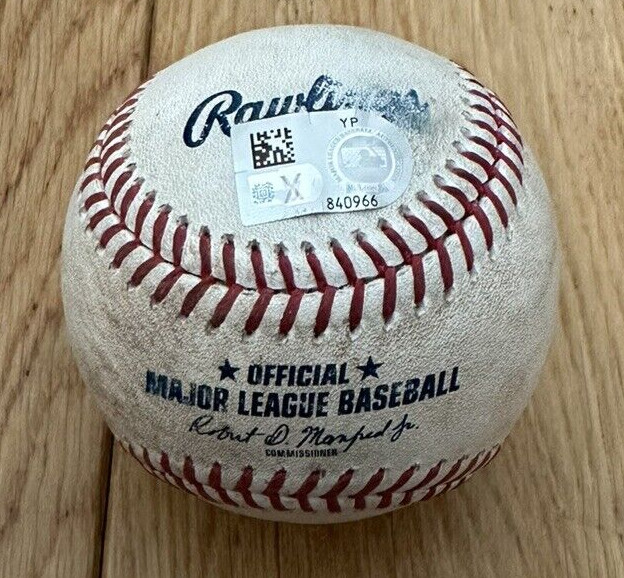 Rawlings
YP
840966
★ OFFICIAL ★
MAJOR LEAGUE BASEBALL
Robert D. Manfred Jr.
COMMISSIONER